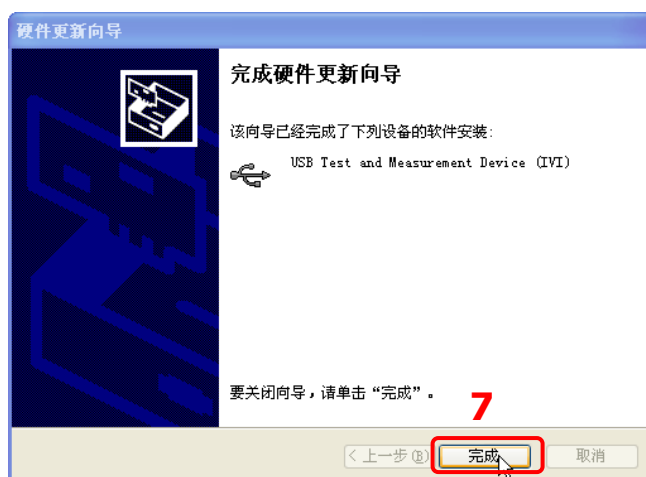 硬件更新向导
完成硬件更新向导
该向导已经完成了下列设备的软件安装:
USB Test and Measurement Device (IVI)
要关闭向导，请单击“完成”。
7
< 上一步(B)
完成
取消